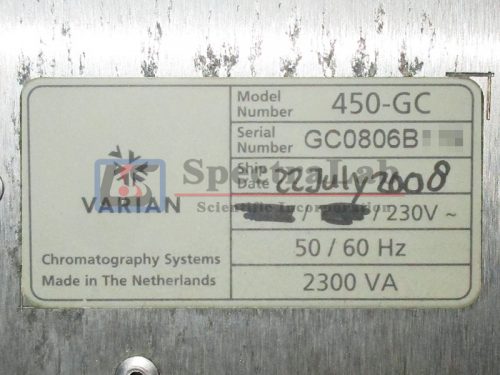 Model Number 450-GC
Serial Number GC0806B
Ship Date 22 July 2008
VARIAN
SpectraLab
Scientific Incorporation
/ / 230V ~
50 / 60 Hz
Chromatography Systems
Made in The Netherlands
2300 VA